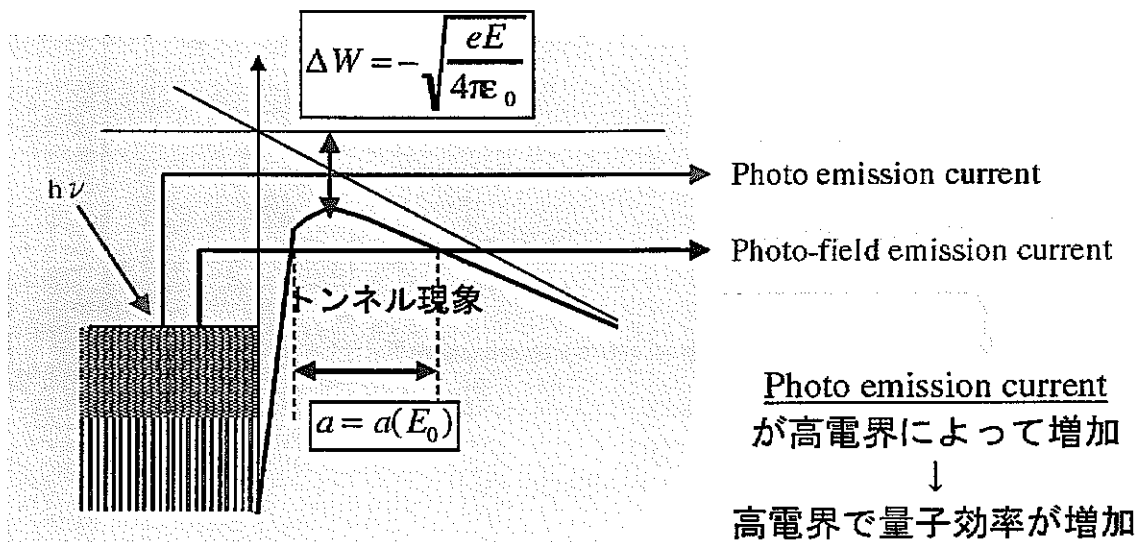 ΔW = -√(eE / 4πε₀)
hν
Photo emission current
Photo-field emission current
トンネル現象
a = a(E₀)
Photo emission current
が高電界によって増加
↓
高電界で量子効率が増加